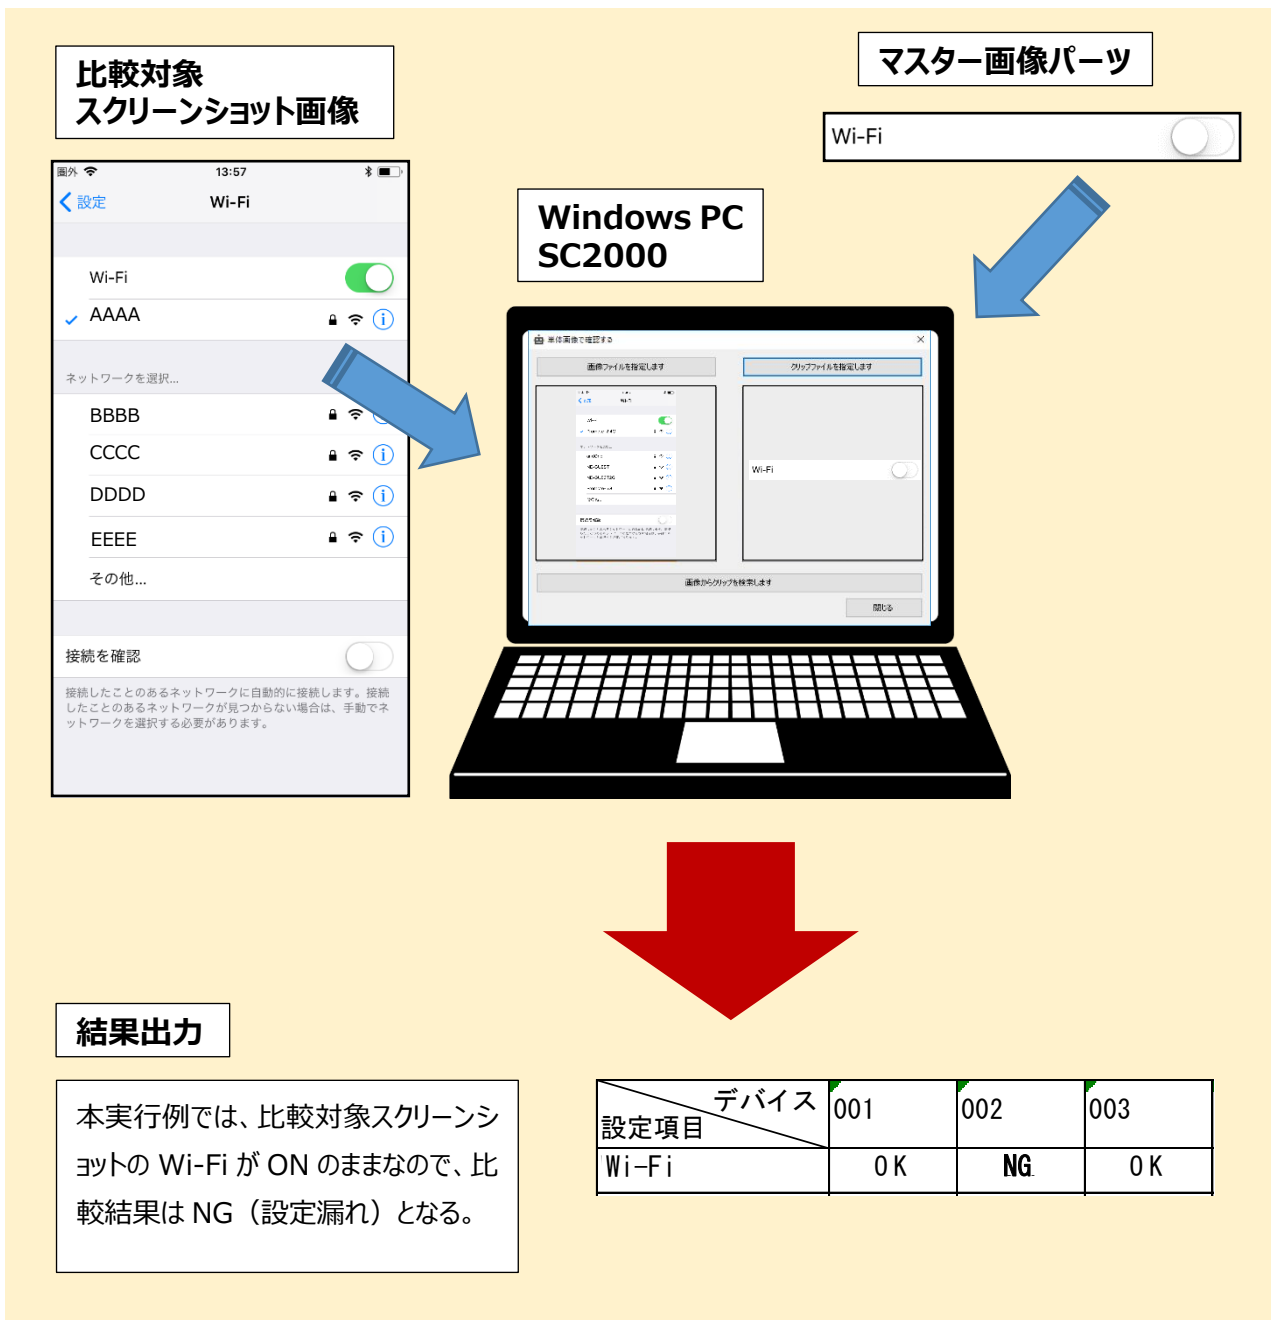 比較対象
スクリーンショット画像
マスター画像パーツ
Wi-Fi
圏外
13:57
設定
Wi-Fi
Wi-Fi
AAAA
ネットワークを選択...
BBBB
CCCC
DDDD
EEEE
その他...
接続を確認
接続したことのあるネットワークに自動的に接続します。接続
したことのあるネットワークが見つからない場合は、手動でネ
ットワークを選択する必要があります。
Windows PC
SC2000
単体画像で確認する
画像ファイルを指定します
クリップファイルを指定します
Wi-Fi
Wi-Fi
画像からクリップを検索します
閉じる
結果出力
本実行例では、比較対象スクリーンシ
ョットの Wi-Fi が ON のままなので、比
較結果は NG（設定漏れ）となる。
デバイス
設定項目
001
002
003
Wi-Fi
OK
NG
OK